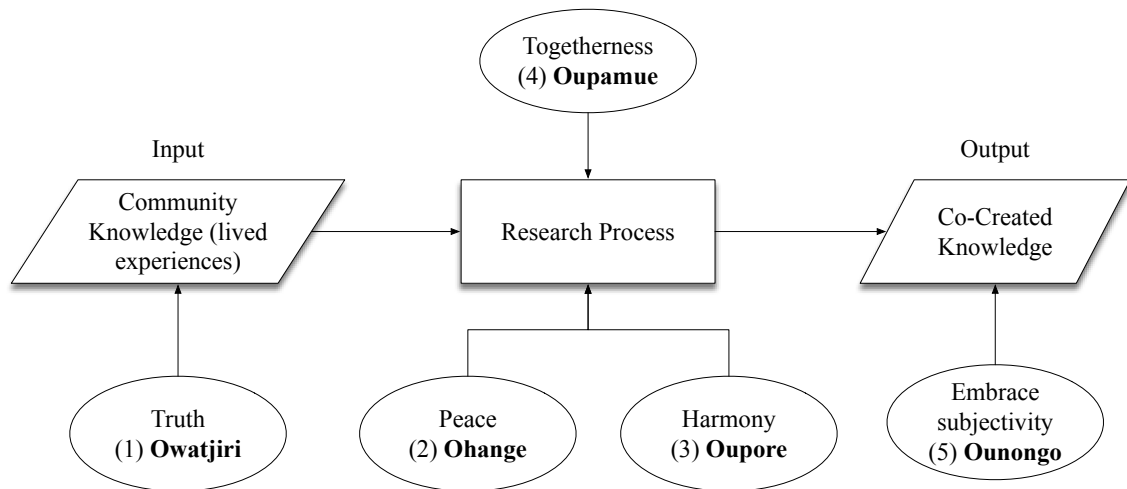 Togetherness
(4) Oupamue
Input
Output
Community
Knowledge (lived
experiences)
Research Process
Co-Created
Knowledge
Truth
(1) Owatjiri
Peace
(2) Ohange
Harmony
(3) Oupore
Embrace
subjectivity
(5) Ounongo